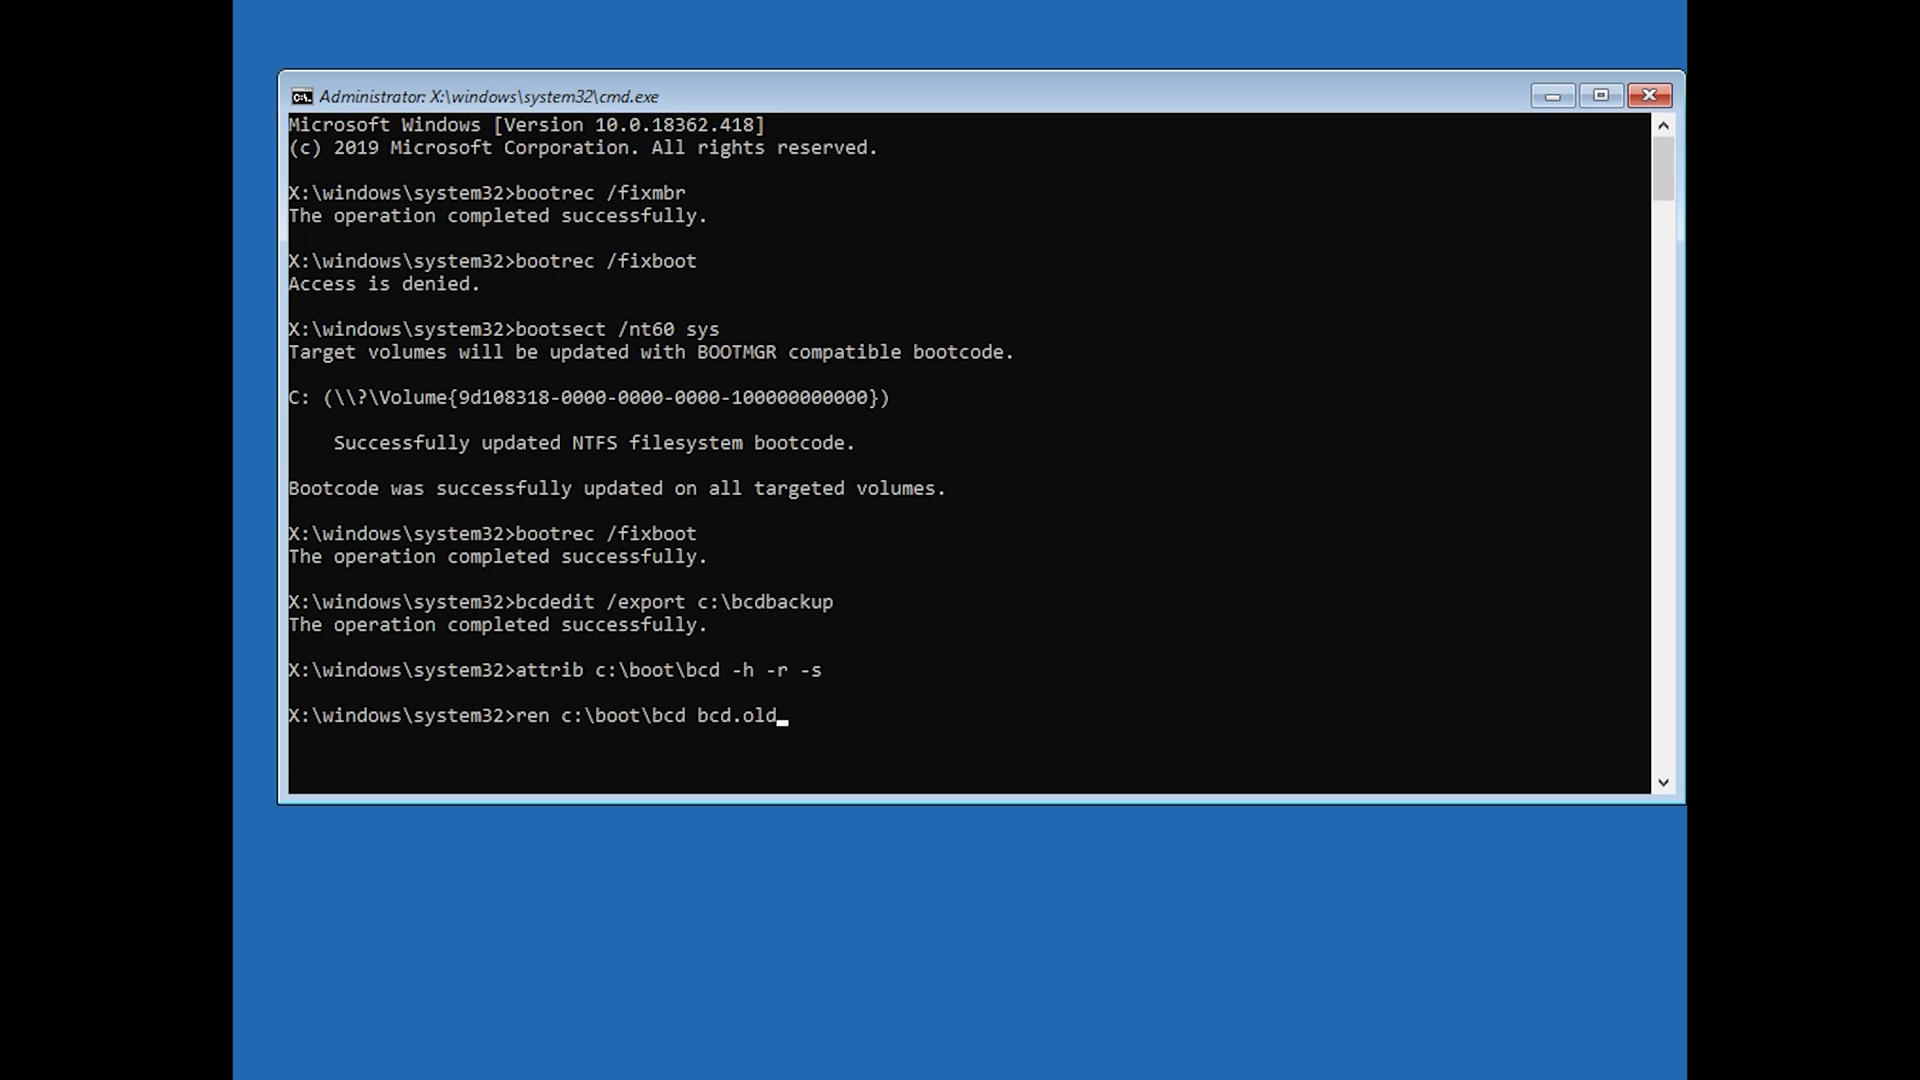 Administrator: X:\windows\system32\cmd.exe
Microsoft Windows [Version 10.0.18362.418]
(c) 2019 Microsoft Corporation. All rights reserved.
X:\windows\system32>bootrec /fixmbr
The operation completed successfully.
X:\windows\system32>bootrec /fixboot
Access is denied.
X:\windows\system32>bootsect /nt60 sys
Target volumes will be updated with BOOTMGR compatible bootcode.
C: (\\?\Volume{9d108318-0000-0000-0000-100000000000})
Successfully updated NTFS filesystem bootcode.
Bootcode was successfully updated on all targeted volumes.
X:\windows\system32>bootrec /fixboot
The operation completed successfully.
X:\windows\system32>bcdedit /export c:\bcdbackup
The operation completed successfully.
X:\windows\system32>attrib c:\boot\bcd -h -r -s
X:\windows\system32>ren c:\boot\bcd bcd.old